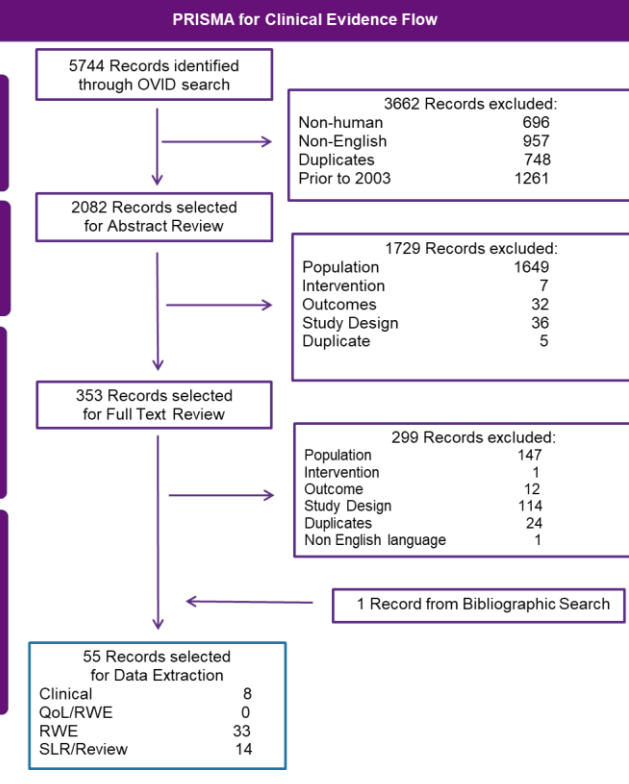 PRISMA for Clinical Evidence Flow
5744 Records identified
through OVID search
3662 Records excluded:
Non-human 696
Non-English 957
Duplicates 748
Prior to 2003 1261
2082 Records selected
for Abstract Review
1729 Records excluded:
Population 1649
Intervention 7
Outcomes 32
Study Design 36
Duplicate 5
353 Records selected
for Full Text Review
299 Records excluded:
Population 147
Intervention 1
Outcome 12
Study Design 114
Duplicates 24
Non English language 1
1 Record from Bibliographic Search
55 Records selected
for Data Extraction
Clinical 8
QoL/RWE 0
RWE 33
SLR/Review 14